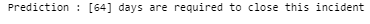 Prediction : [64] days are required to close this incident